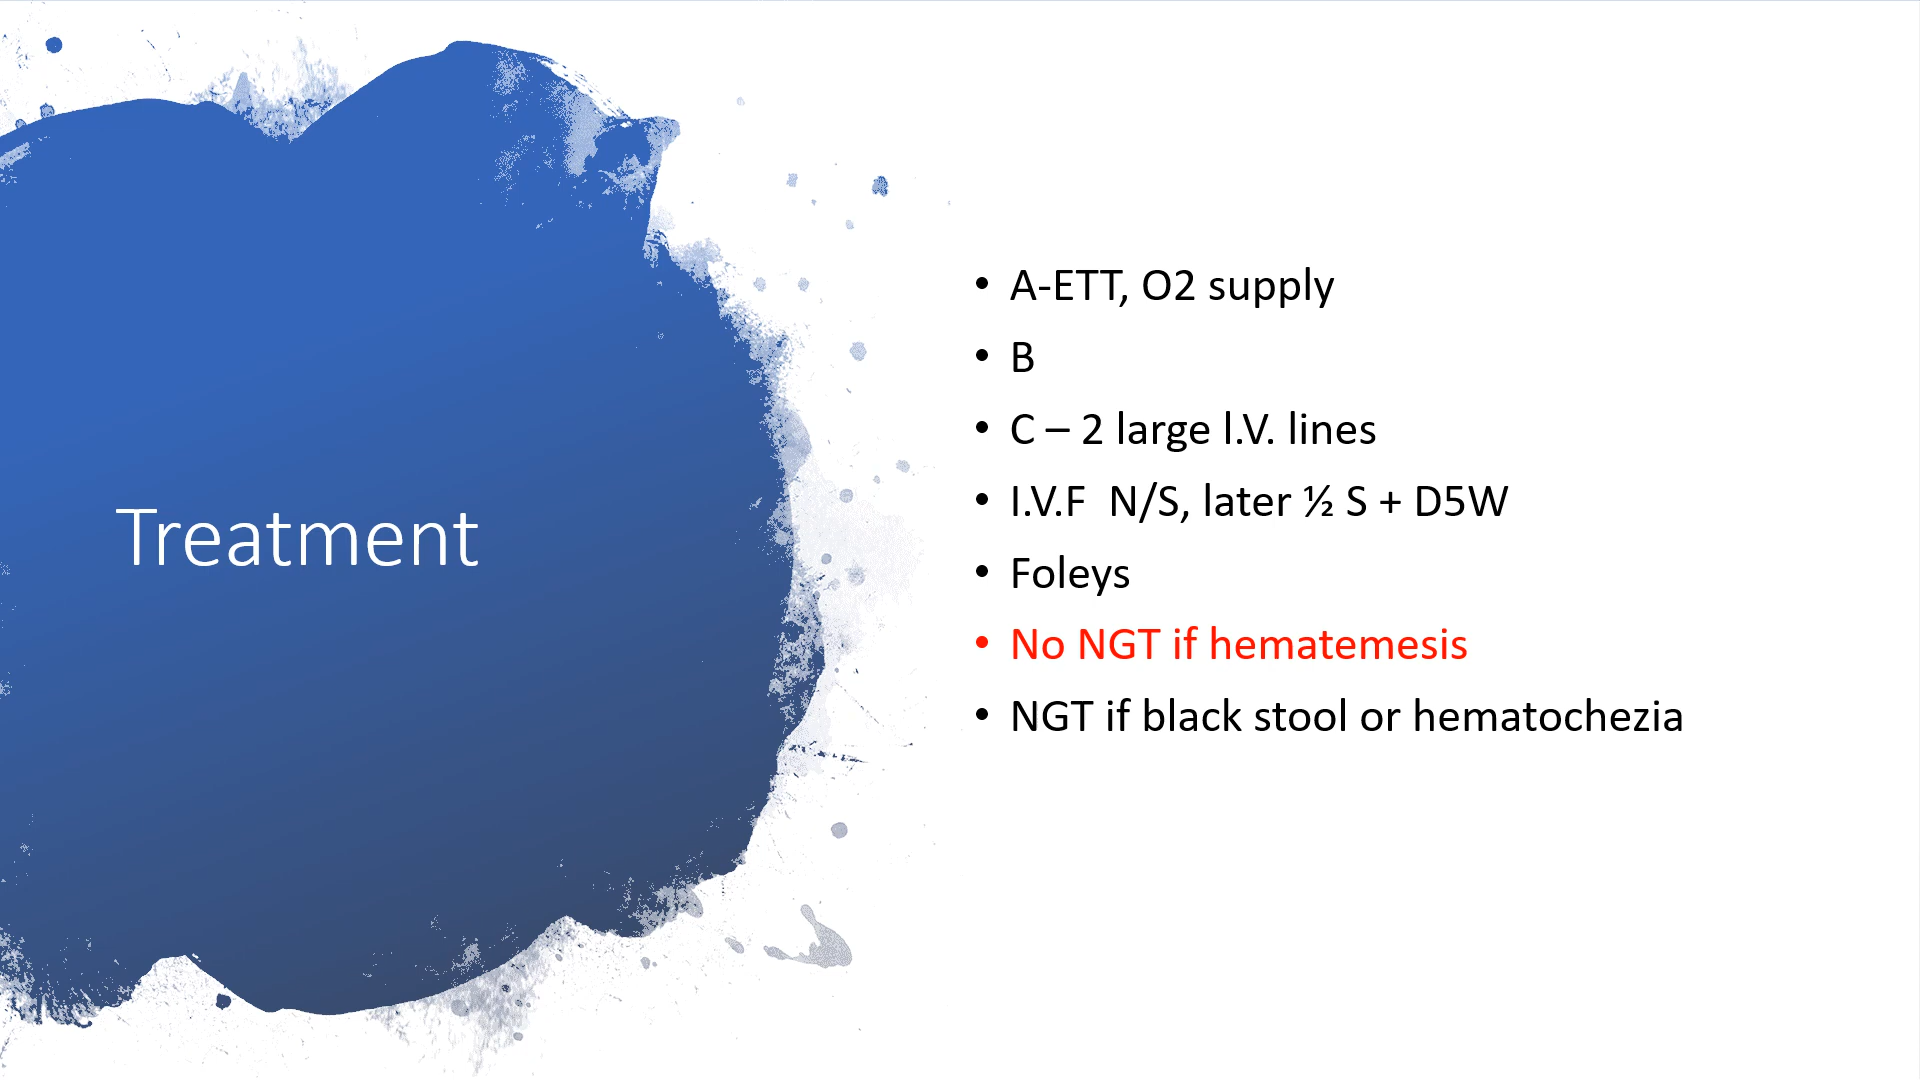 Treatment
• A-ETT, O2 supply
• B
• C – 2 large I.V. lines
• I.V.F  N/S, later ½ S + D5W
• Foleys
• No NGT if hematemesis
• NGT if black stool or hematochezia